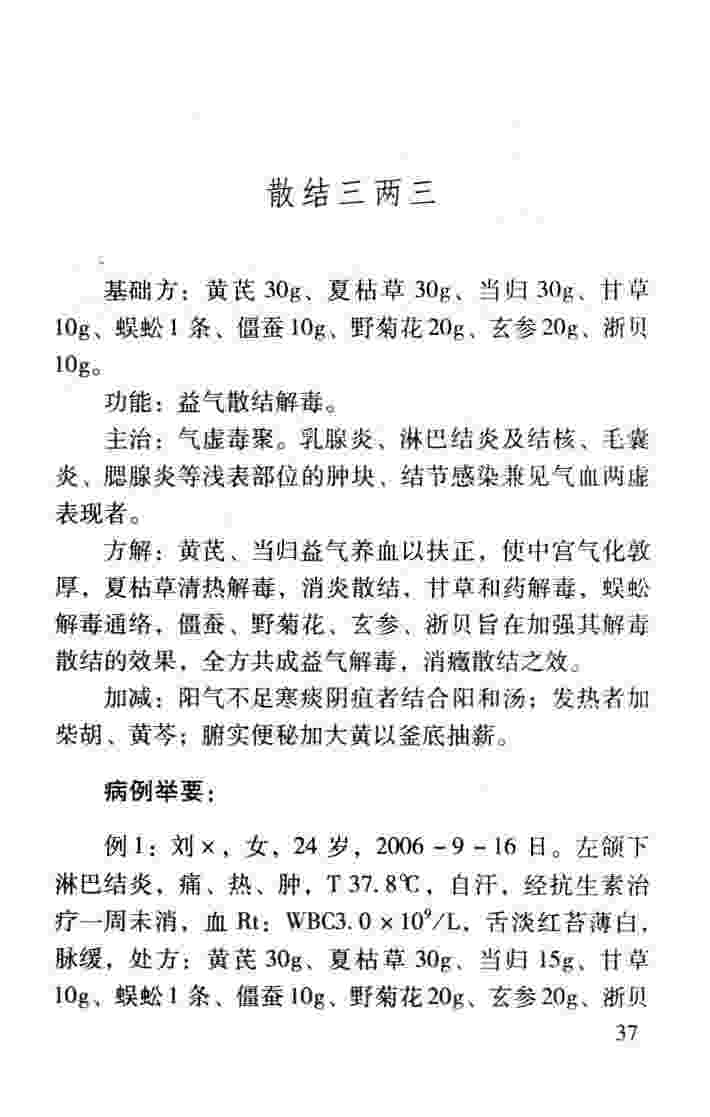 散结三两三
基础方：黄芪 30g、夏枯草 30g、当归 30g、甘草
10g、蜈蚣 1 条、僵蚕 10g、野菊花 20g、玄参 20g、浙贝
10g。
功能：益气散结解毒。
主治：气虚毒聚。乳腺炎、淋巴结炎及结核、毛囊
炎、腮腺炎等浅表部位的肿块、结节感染兼见气血两虚
表现者。
方解：黄芪、当归益气养血以扶正，使中宫气化敦
厚，夏枯草清热解毒，消炎散结，甘草和药解毒，蜈蚣
解毒通络，僵蚕、野菊花、玄参、浙贝旨在加强其解毒
散结的效果，全方共成益气解毒，消癥散结之效。
加减：阳气不足寒痰阴疽者结合阳和汤；发热者加
柴胡、黄芩；腑实便秘加大黄以釜底抽薪。
病例举要：
例 1：刘×，女，24 岁，2006－9－16 日。左颌下
淋巴结炎，痛、热、肿，T 37.8℃，自汗，经抗生素治
疗一周未消，血 Rt：WBC3.0×10⁹/L，舌淡红苔薄白，
脉缓，处方：黄芪 30g、夏枯草 30g、当归 15g、甘草
10g、蜈蚣 1 条、僵蚕 10g、野菊花 20g、玄参 20g、浙贝
37